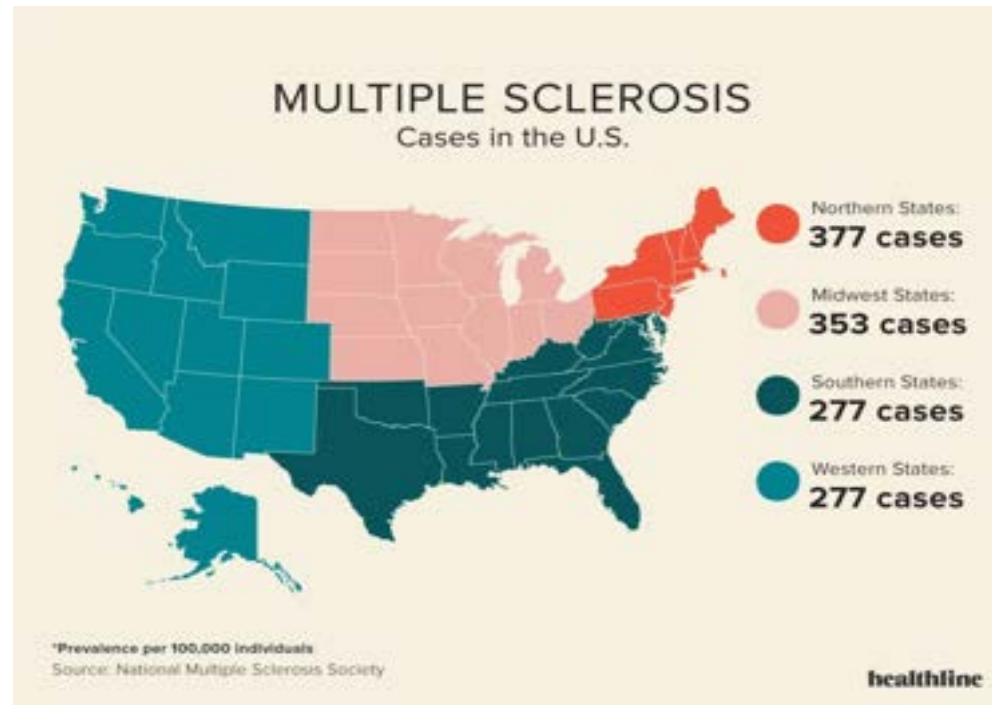 MULTIPLE SCLEROSIS
Cases in the U.S.
Northern States:
377 cases
Midwest States:
353 cases
Southern States:
277 cases
Western States:
277 cases
*Prevalence per 100,000 individuals
Source: National Multiple Sclerosis Society
healthline